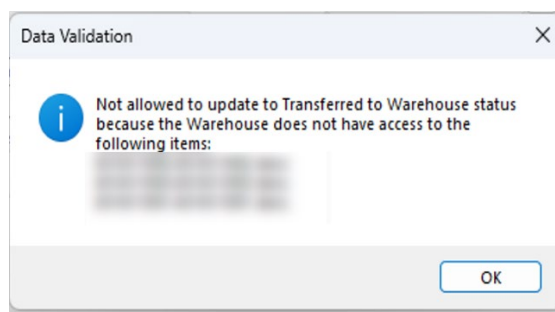 Data Validation
Not allowed to update to Transferred to Warehouse status
because the Warehouse does not have access to the
following items:
OK